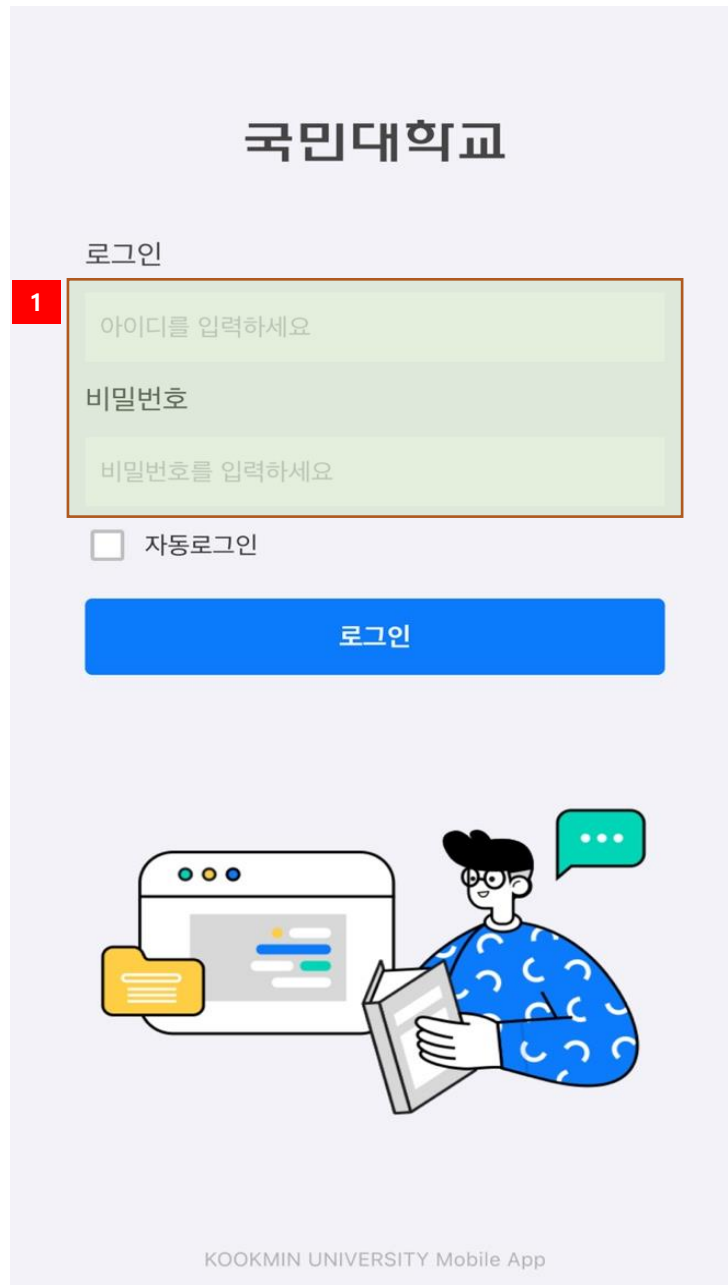 국민대학교
로그인
1
아이디를 입력하세요
비밀번호
비밀번호를 입력하세요
자동로그인
로그인
KOOKMIN UNIVERSITY Mobile App